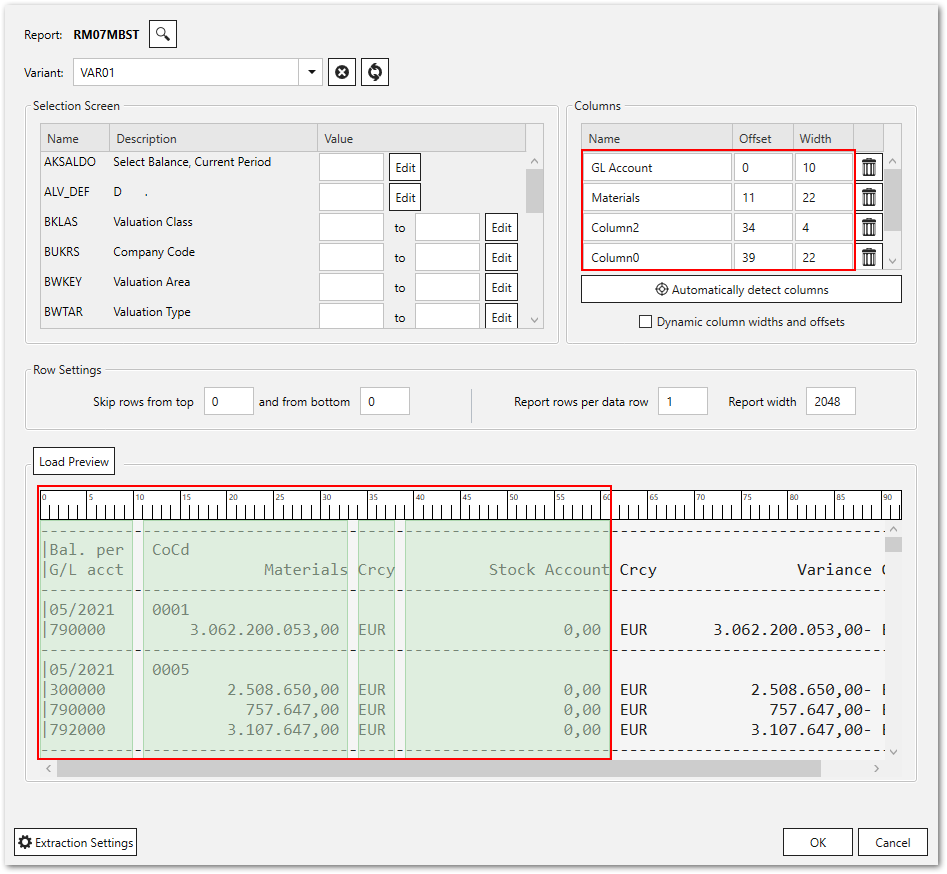 Report: RM07MBST
Variant: VAR01
Selection Screen
Name Description Value
AKSALDO Select Balance, Current Period Edit
ALV_DEF D . Edit
BKLAS Valuation Class to Edit
BUKRS Company Code to Edit
BWKEY Valuation Area to Edit
BWTAR Valuation Type to Edit
Columns
Name Offset Width
GL Account 0 10
Materials 11 22
Column2 34 4
Column0 39 22
Automatically detect columns
Dynamic column widths and offsets
Row Settings
Skip rows from top 0 and from bottom 0 Report rows per data row 1 Report width 2048
Load Preview
0 5 10 15 20 25 30 35 40 45 50 55 60 65 70 75 80 85 90
|Bal. per CoCd
|G/L acct Materials Crcy Stock Account Crcy Variance
|05/2021 0001
|790000 3.062.200.053,00 EUR 0,00 EUR 3.062.200.053,00-
|05/2021 0005
|300000 2.508.650,00 EUR 0,00 EUR 2.508.650,00-
|790000 757.647,00 EUR 0,00 EUR 757.647,00-
|792000 3.107.647,00 EUR 0,00 EUR 3.107.647,00-
Extraction Settings OK Cancel